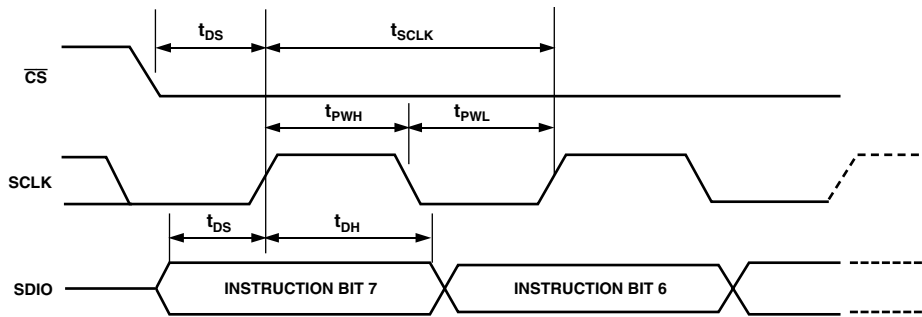 tDS tSCLK
CS
tPWH tPWL
SCLK
tDS tDH
SDIO INSTRUCTION BIT 7 INSTRUCTION BIT 6